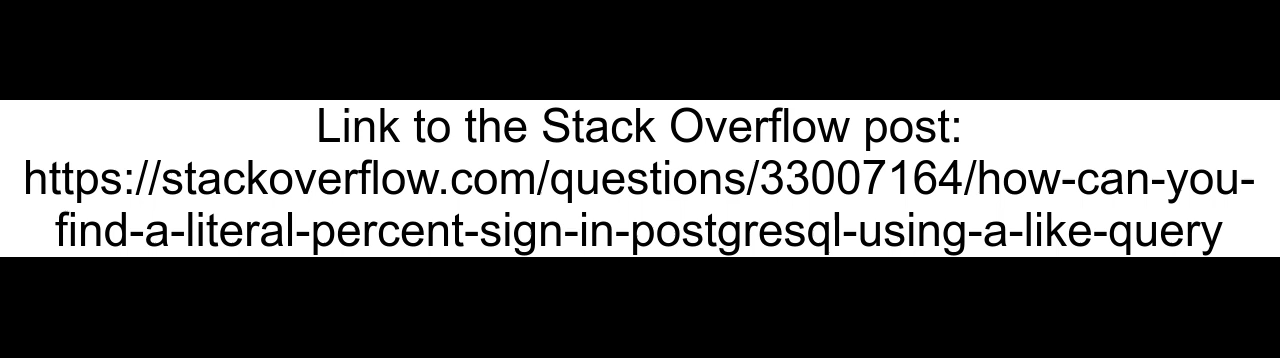 Link to the Stack Overflow post:
https://stackoverflow.com/questions/33007164/how-can-you-
find-a-literal-percent-sign-in-postgresql-using-a-like-query